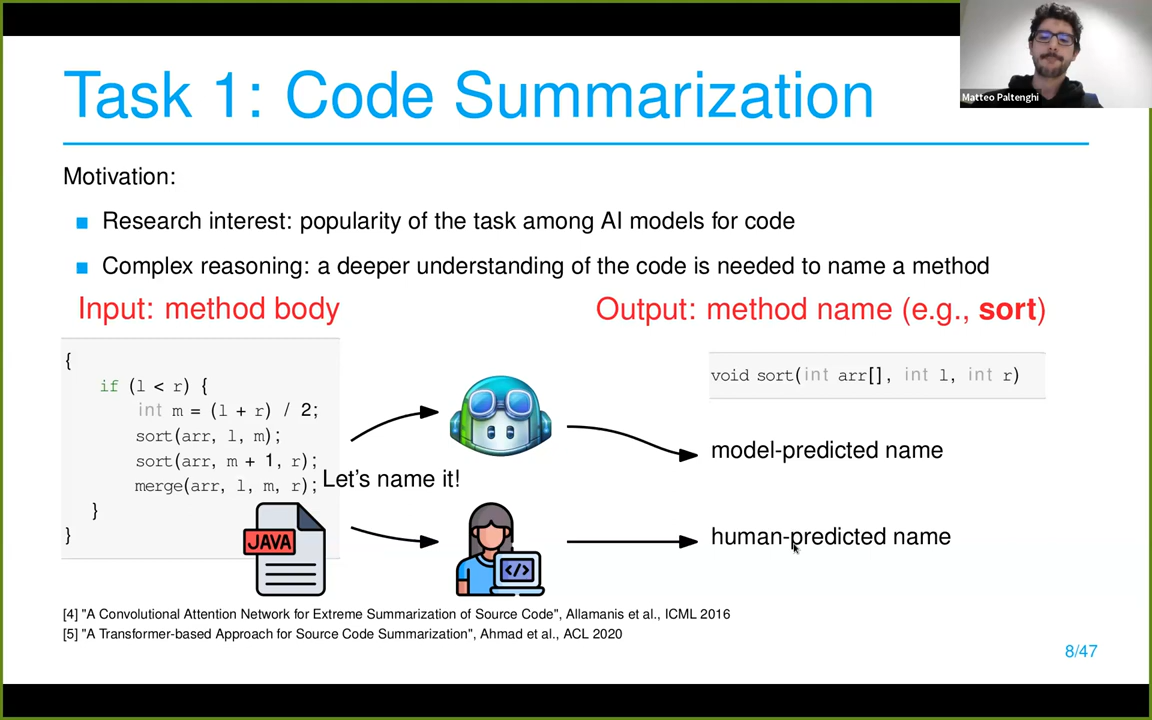 Task 1: Code Summarization
Matteo Paltenghi
Motivation:
Research interest: popularity of the task among AI models for code
Complex reasoning: a deeper understanding of the code is needed to name a method
Input: method body
Output: method name (e.g., sort)
{
if (l < r) {
int m = (l + r) / 2;
sort(arr, l, m);
sort(arr, m + 1, r);
merge(arr, l, m, r);
}
}
JAVA
Let's name it!
</>
void sort(int arr[], int l, int r)
model-predicted name
human-predicted name
[4] "A Convolutional Attention Network for Extreme Summarization of Source Code", Allamanis et al., ICML 2016
[5] "A Transformer-based Approach for Source Code Summarization", Ahmad et al., ACL 2020
8/47